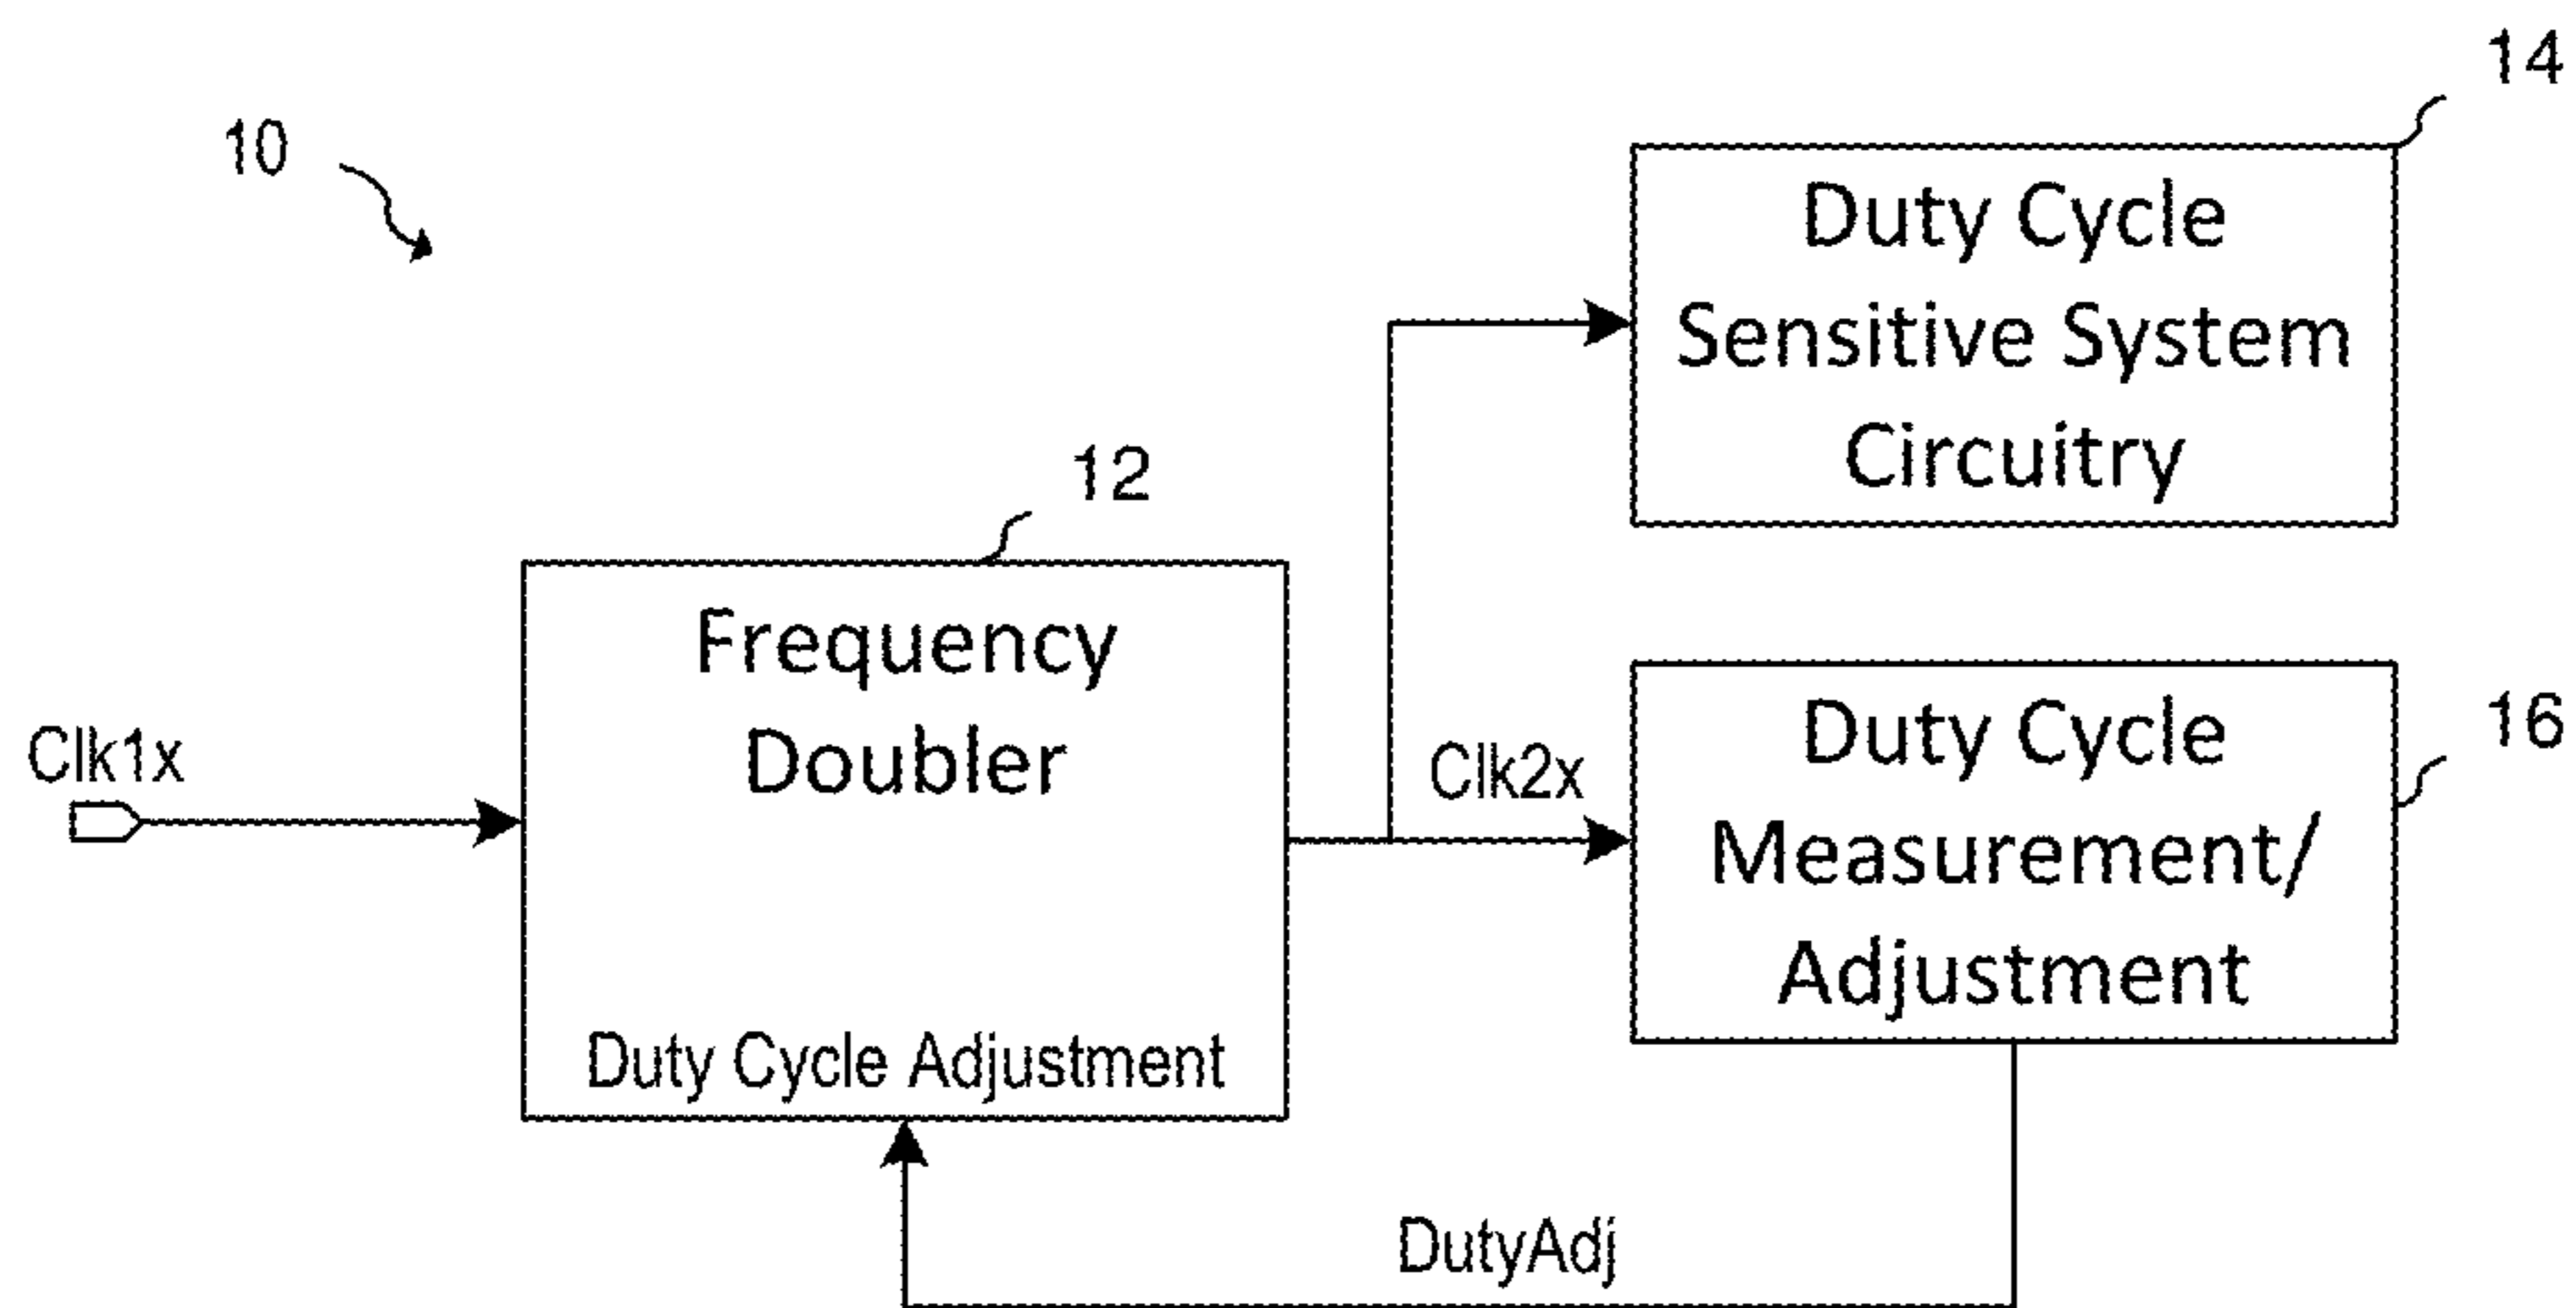 14
10
Duty Cycle
Sensitive System
Circuitry
12
Frequency
Doubler
Duty Cycle Adjustment
Clk1x
Clk2x
16
Duty Cycle
Measurement/
Adjustment
DutyAdj